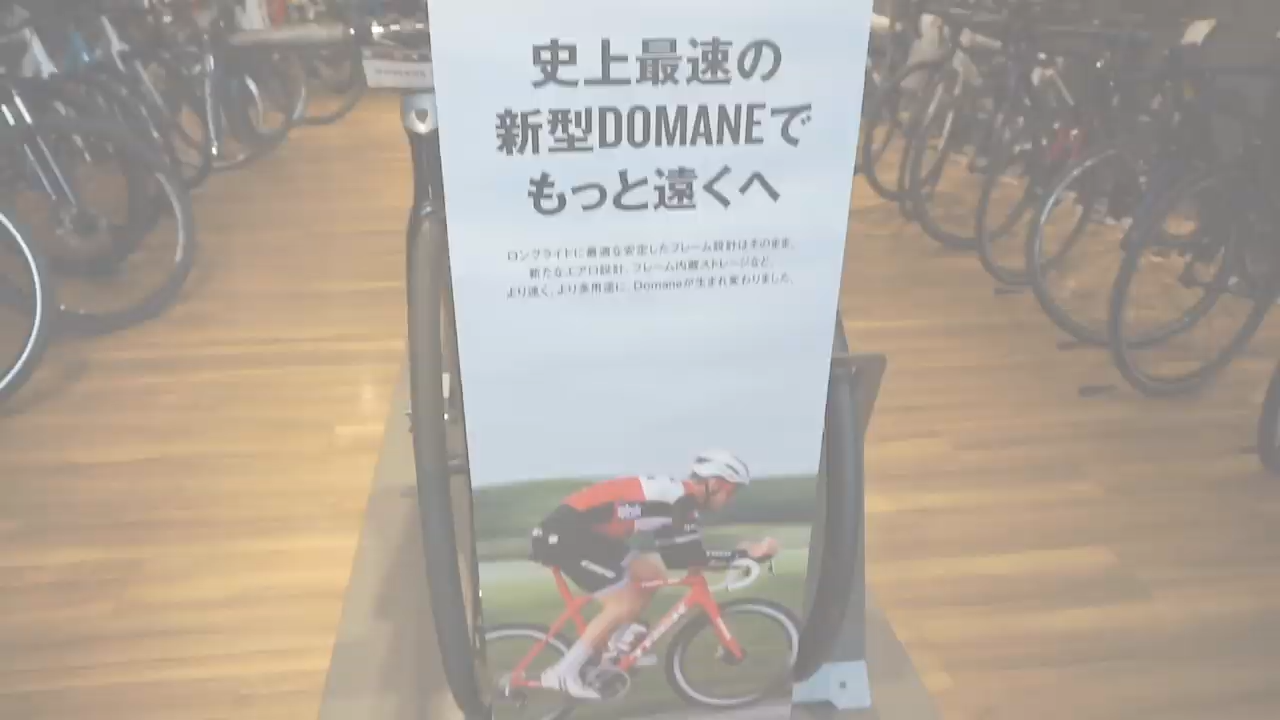 史上最速の
新型DOMANEで
もっと遠くへ
ロングライドに最適な安定したフレーム設計はそのまま、
新たなエアロ設計、フレーム内蔵ストレージなど、
より速く、より多用途に、Domaneが生まれ変わりました。
TREK